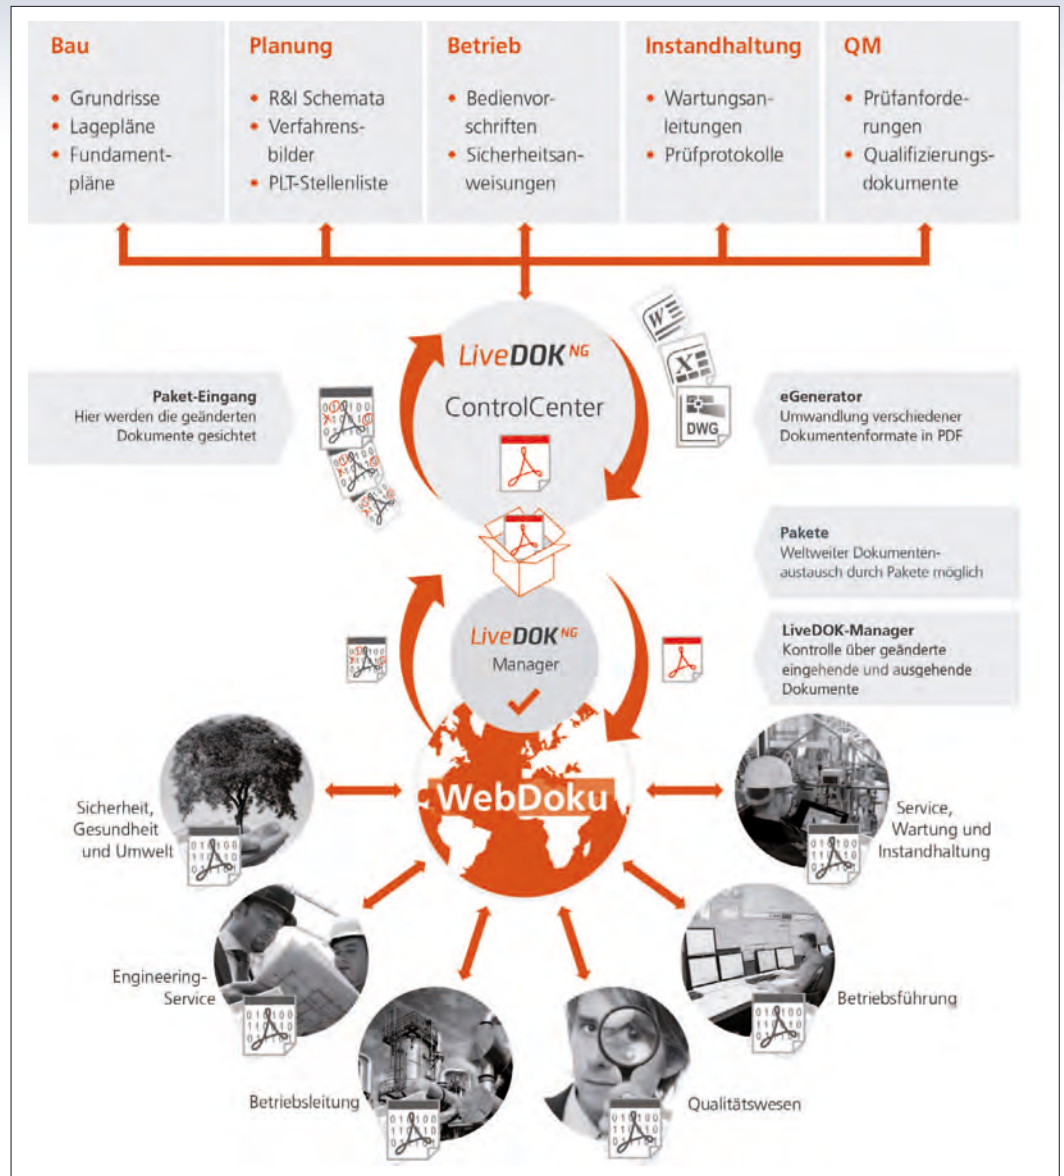 Bau
• Grundrisse
• Lagepläne
• Fundament-
pläne
Planung
• R&I Schemata
• Verfahrens-
bilder
• PLT-Stellenliste
Betrieb
• Bedienvor-
schriften
• Sicherheitsan-
weisungen
Instandhaltung
• Wartungsan-
leitungen
• Prüfprotokolle
QM
• Prüfanforde-
rungen
• Qualifizierungs-
dokumente
LiveDOK NG
ControlCenter
W
X
DWG
Paket-Eingang
Hier werden die geänderten
Dokumente gesichtet
eGenerator
Umwandlung verschiedener
Dokumentenformate in PDF
Pakete
Weltweiter Dokumenten-
austausch durch Pakete möglich
LiveDOK NG
Manager
LiveDOK-Manager
Kontrolle über geänderte
eingehende und ausgehende
Dokumente
WebDoku
Sicherheit,
Gesundheit
und Umwelt
Service,
Wartung und
Instandhaltung
Engineering-
Service
Betriebsführung
Betriebsleitung
Qualitätswesen